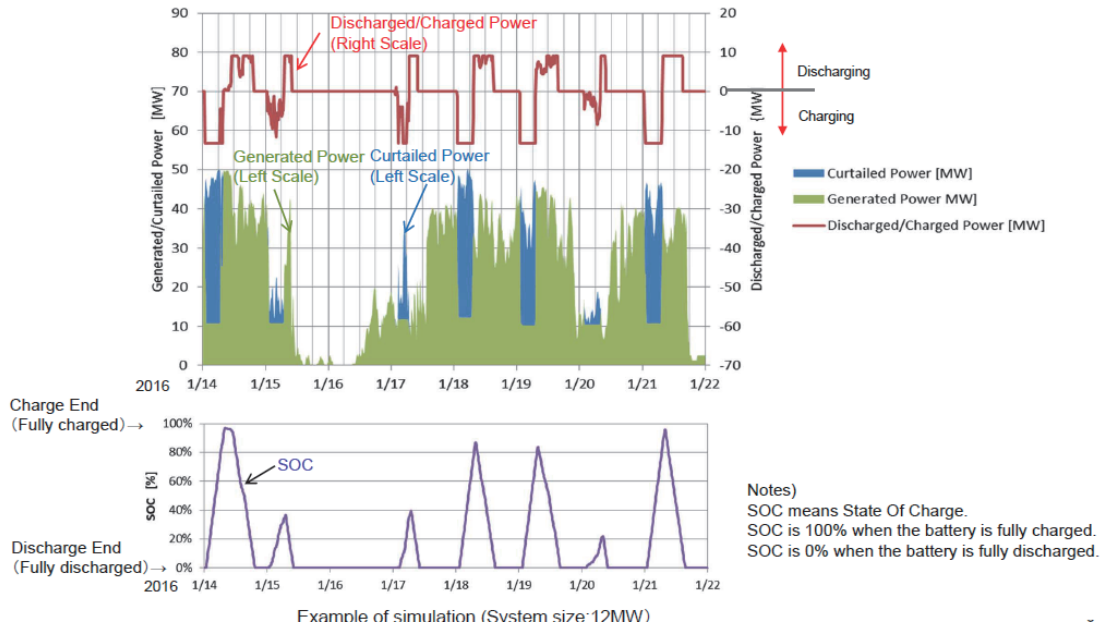 90
80
70
60
50
40
30
20
10
0
Generated/Curtailed Power [MW]
20
10
0
-10
-20
-30
-40
-50
-60
-70
Discharged/Charged Power [MW]
Discharged/Charged Power
(Right Scale)
Generated Power
(Left Scale)
Curtailed Power
(Left Scale)
Discharging
Charging
Curtailed Power [MW]
Generated Power MW]
Discharged/Charged Power [MW]
2016 1/14 1/15 1/16 1/17 1/18 1/19 1/20 1/21 1/22
Charge End
(Fully charged)→
100%
80%
60%
40%
20%
0%
SOC [%]
SOC
Discharge End
(Fully discharged)→
2016 1/14 1/15 1/16 1/17 1/18 1/19 1/20 1/21 1/22
Notes)
SOC means State Of Charge.
SOC is 100% when the battery is fully charged.
SOC is 0% when the battery is fully discharged.
Example of simulation (System size:12MW)